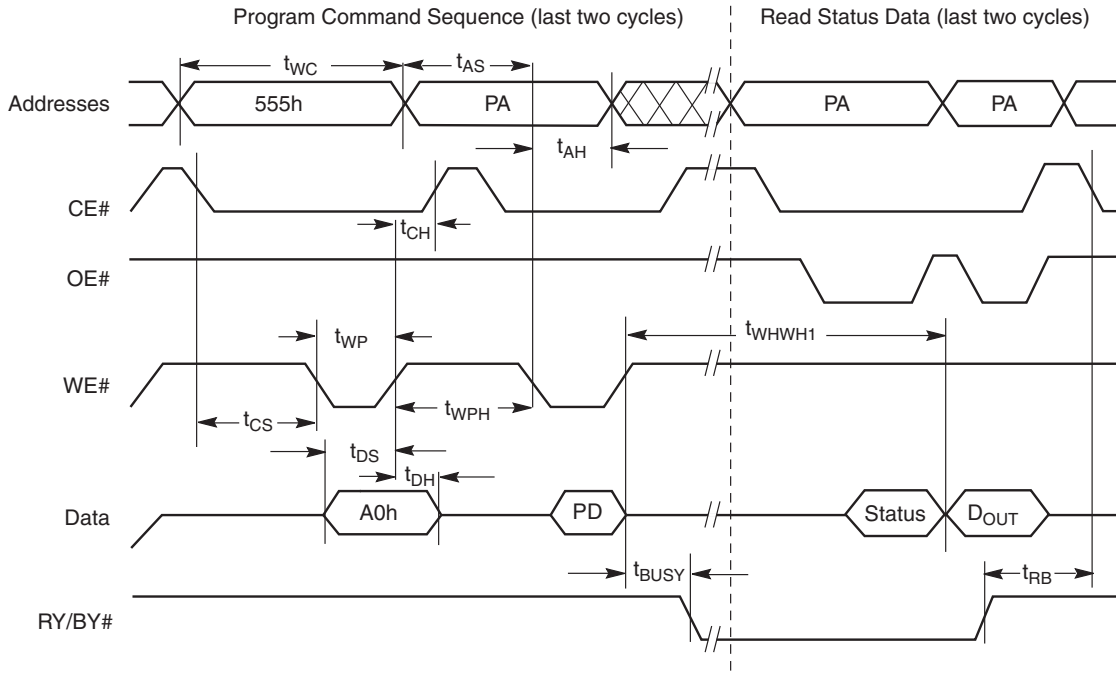 Program Command Sequence (last two cycles) Read Status Data (last two cycles)
tWC tAS
Addresses 555h PA PA PA
tAH
CE#
tCH
OE#
tWP tWHWH1
WE#
tCS tWPH
tDS
tDH
Data A0h PD Status DOUT
tBUSY tRB
RY/BY#